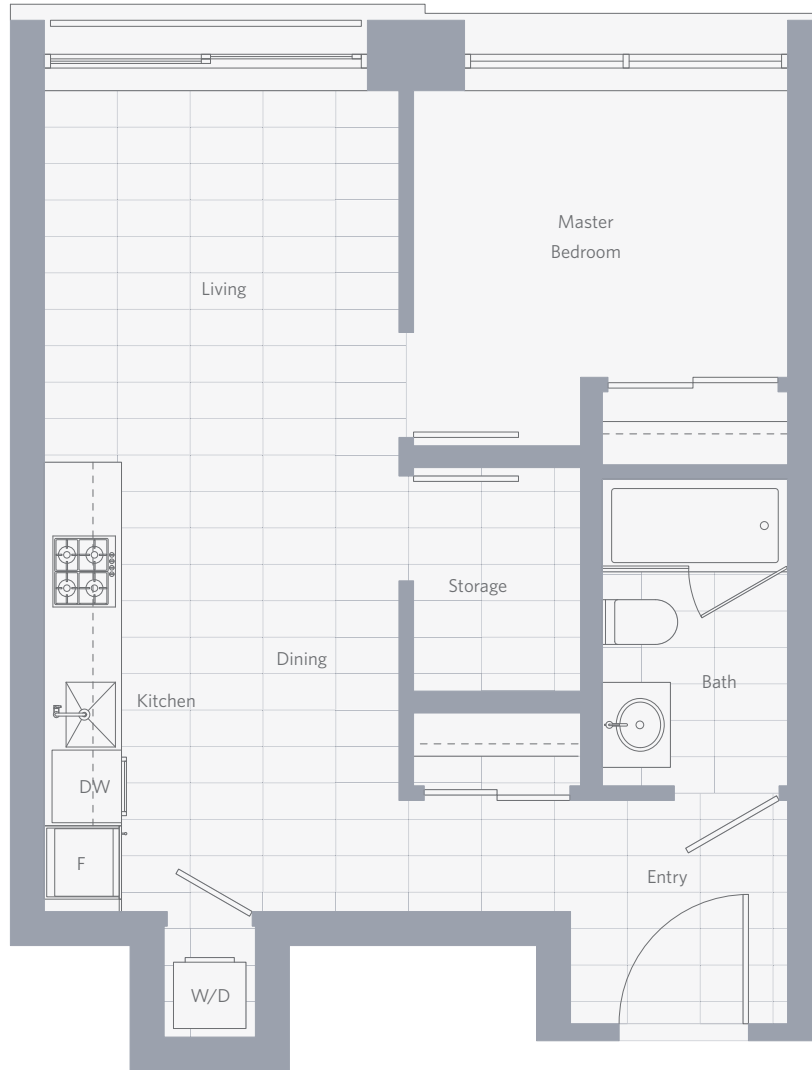 Master
Bedroom
Living
Storage
Dining
Bath
Kitchen
DW
F
Entry
W/D